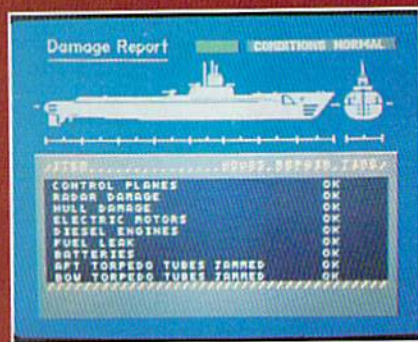 Damage Report
CONDITIONS NORMAL
ITEM................HOURS.REPAIR.TIME
CONTROL PLANES OK
RADAR DAMAGE OK
HULL DAMAGE OK
ELECTRIC MOTORS OK
DIESEL ENGINES OK
FUEL LEAK OK
BATTERIES OK
AFT TORPEDO TUBES JAMMED OK
BOW TORPEDO TUBES JAMMED OK